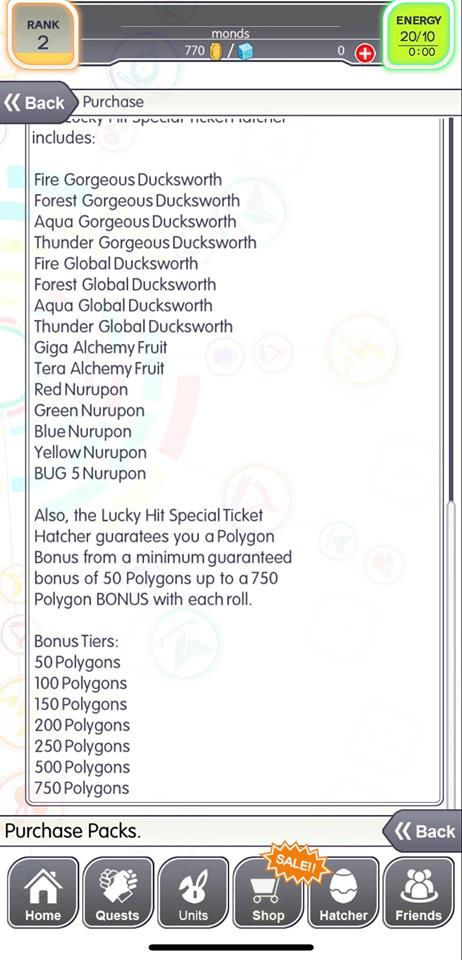 RANK
2
monds
770 / 0
ENERGY
20/10
0:00
Back
Purchase
Lucky Hit Special Ticket Hatcher
includes:
Fire Gorgeous Ducksworth
Forest Gorgeous Ducksworth
Aqua Gorgeous Ducksworth
Thunder Gorgeous Ducksworth
Fire Global Ducksworth
Forest Global Ducksworth
Aqua Global Ducksworth
Thunder Global Ducksworth
Giga Alchemy Fruit
Tera Alchemy Fruit
Red Nurupon
Green Nurupon
Blue Nurupon
Yellow Nurupon
BUG 5 Nurupon
Also, the Lucky Hit Special Ticket
Hatcher guaratees you a Polygon
Bonus from a minimum guaranteed
bonus of 50 Polygons up to a 750
Polygon BONUS with each roll.
Bonus Tiers:
50 Polygons
100 Polygons
150 Polygons
200 Polygons
250 Polygons
500 Polygons
750 Polygons
Purchase Packs.
Back
SALE!!
Home
Quests
Units
Shop
Hatcher
Friends